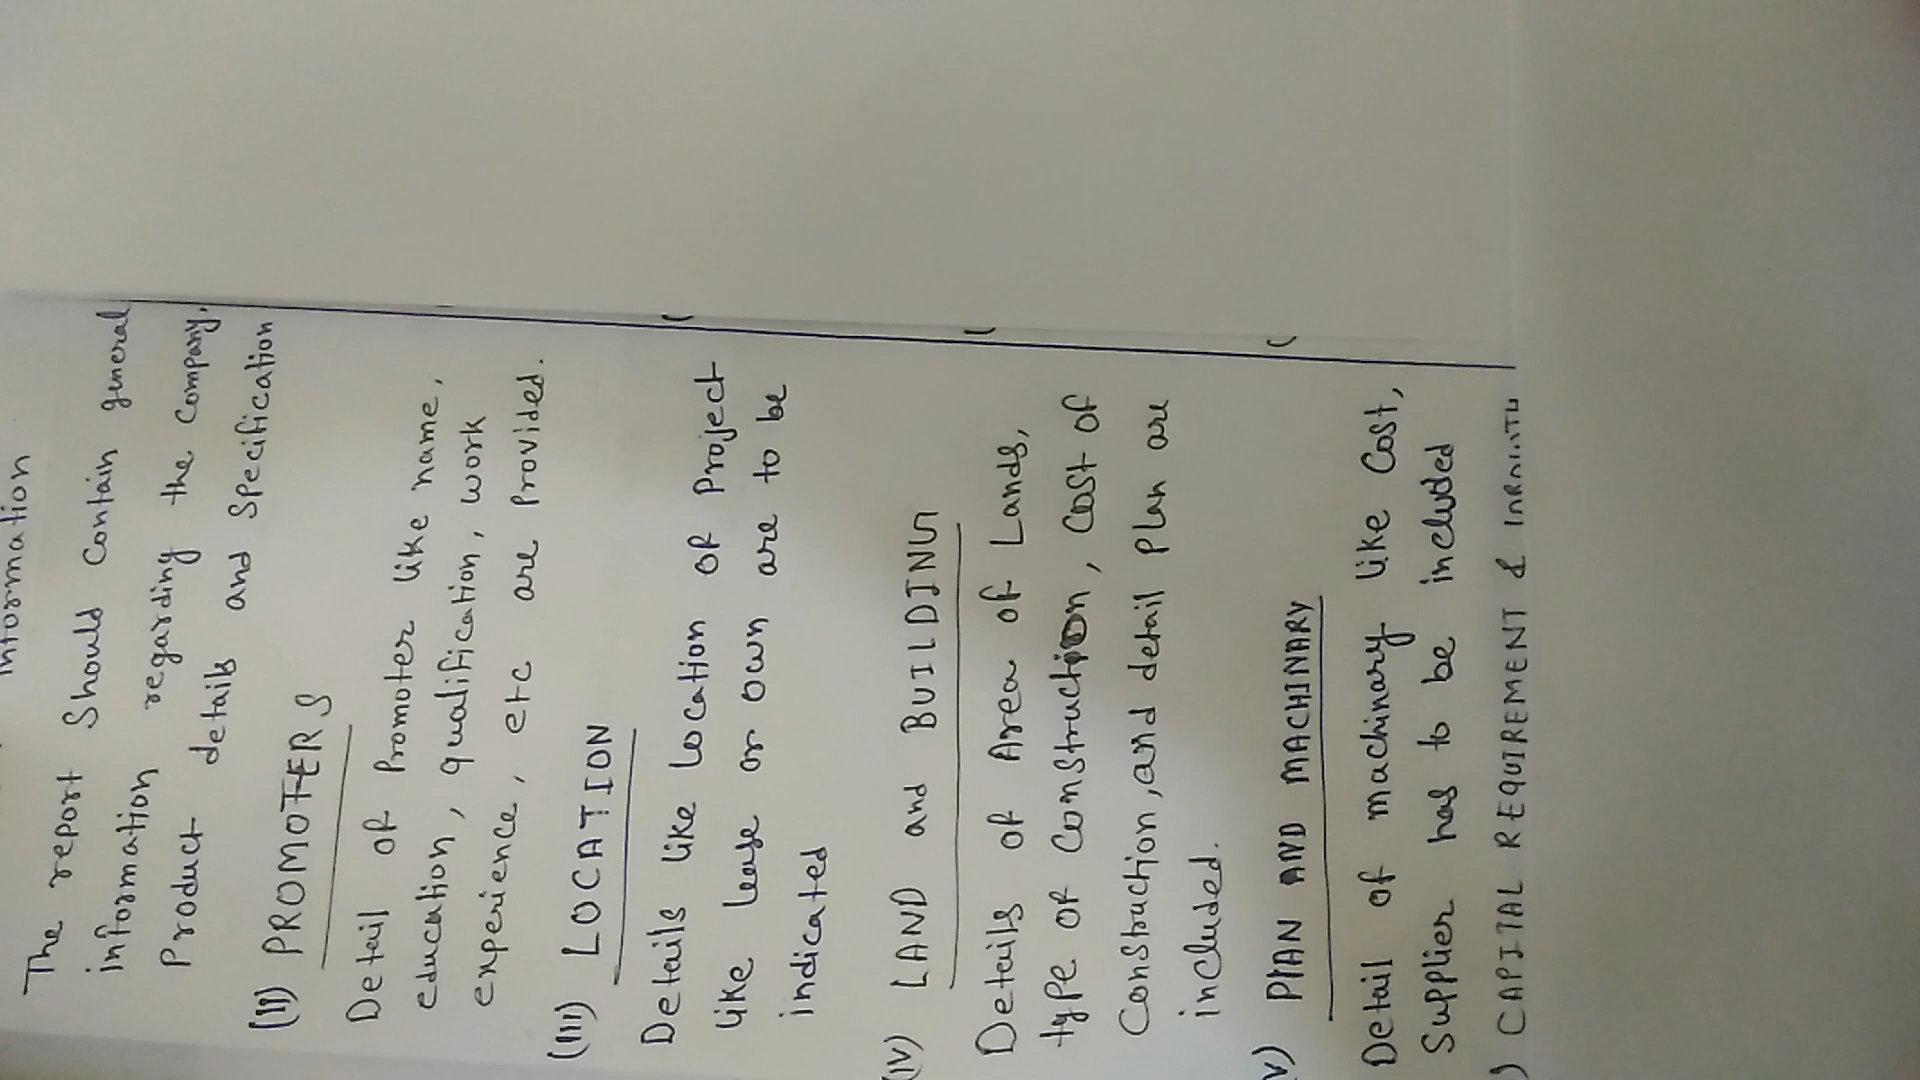 information
The report should contain general
information regarding the company,
Product details and specification
(II) PROMOTERS
Detail of Promoter like name,
education, qualification, work
experience, etc are provided.
(III) LOCATION
Details like location of Project
like lease or own are to be
indicated
(IV) LAND and BUILDING
Details of Area of Lands,
type of construction, cost of
Construction, and detail plan are
included.
V) PlAN AND MACHINARY
Detail of machinary like Cost,
Supplier has to be included
) CAPITAL REQUIREMENT &